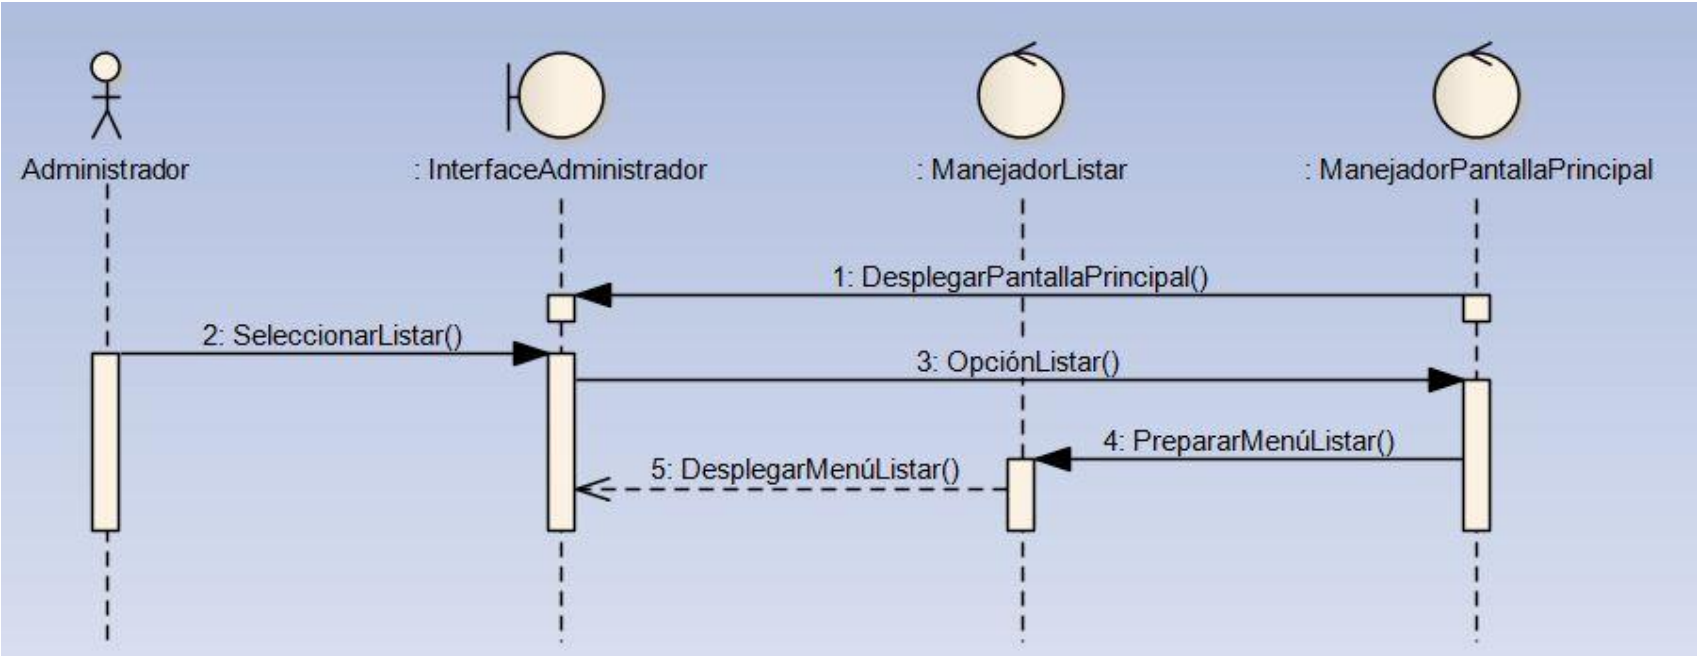 Administrador
: InterfaceAdministrador
: ManejadorListar
: ManejadorPantallaPrincipal
1: DesplegarPantallaPrincipal()
2: SeleccionarListar()
3: OpciónListar()
4: PrepararMenúListar()
5: DesplegarMenúListar()